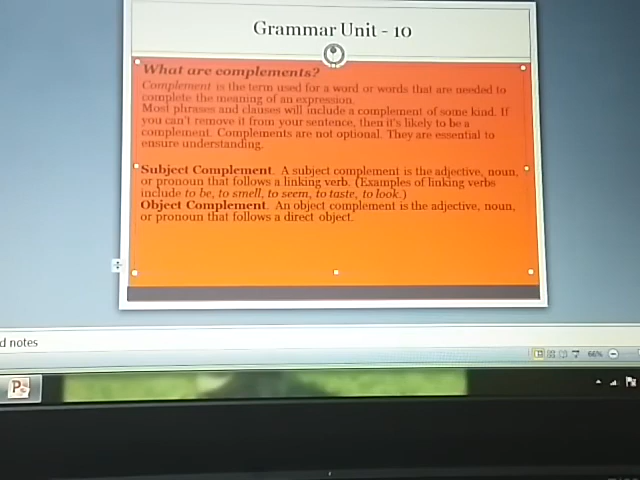 Grammar Unit - 10
What are complements?
Complement is the term used for a word or words that are needed to
complete the meaning of an expression.
Most phrases and clauses will include a complement of some kind. If
you can't remove it from your sentence, then it's likely to be a
complement. Complements are not optional. They are essential to
ensure understanding.
Subject Complement. A subject complement is the adjective, noun,
or pronoun that follows a linking verb. (Examples of linking verbs
include to be, to smell, to seem, to taste, to look.)
Object Complement. An object complement is the adjective, noun,
or pronoun that follows a direct object.
d notes
66%
P